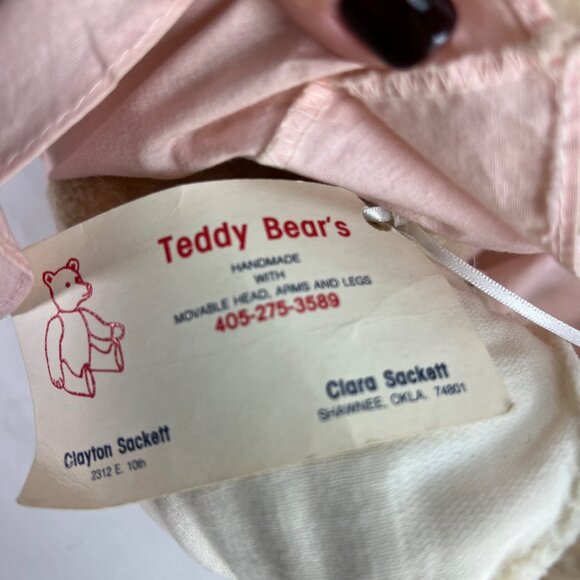 Teddy Bear's
HANDMADE
WITH
MOVABLE HEAD, ARMS AND LEGS
405-275-3589
Clayton Sackett
2312 E. 10th
Clara Sackett
SHAWNEE, OKLA. 74801